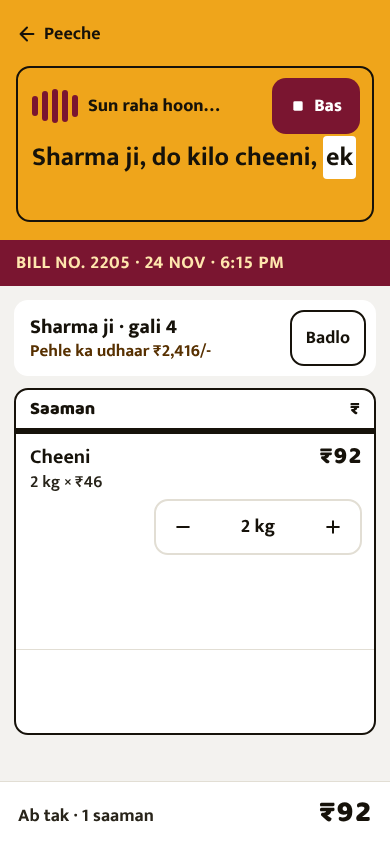 Peeche
Sun raha hoon...
Bas
Sharma ji, do kilo cheeni, ek
BILL NO. 2205 · 24 NOV · 6:15 PM
Sharma ji · gali 4
Pehle ka udhaar ₹2,416/-
Badlo
Saaman ₹
Cheeni ₹92
2 kg × ₹46
− 2 kg +
Ab tak · 1 saaman ₹92